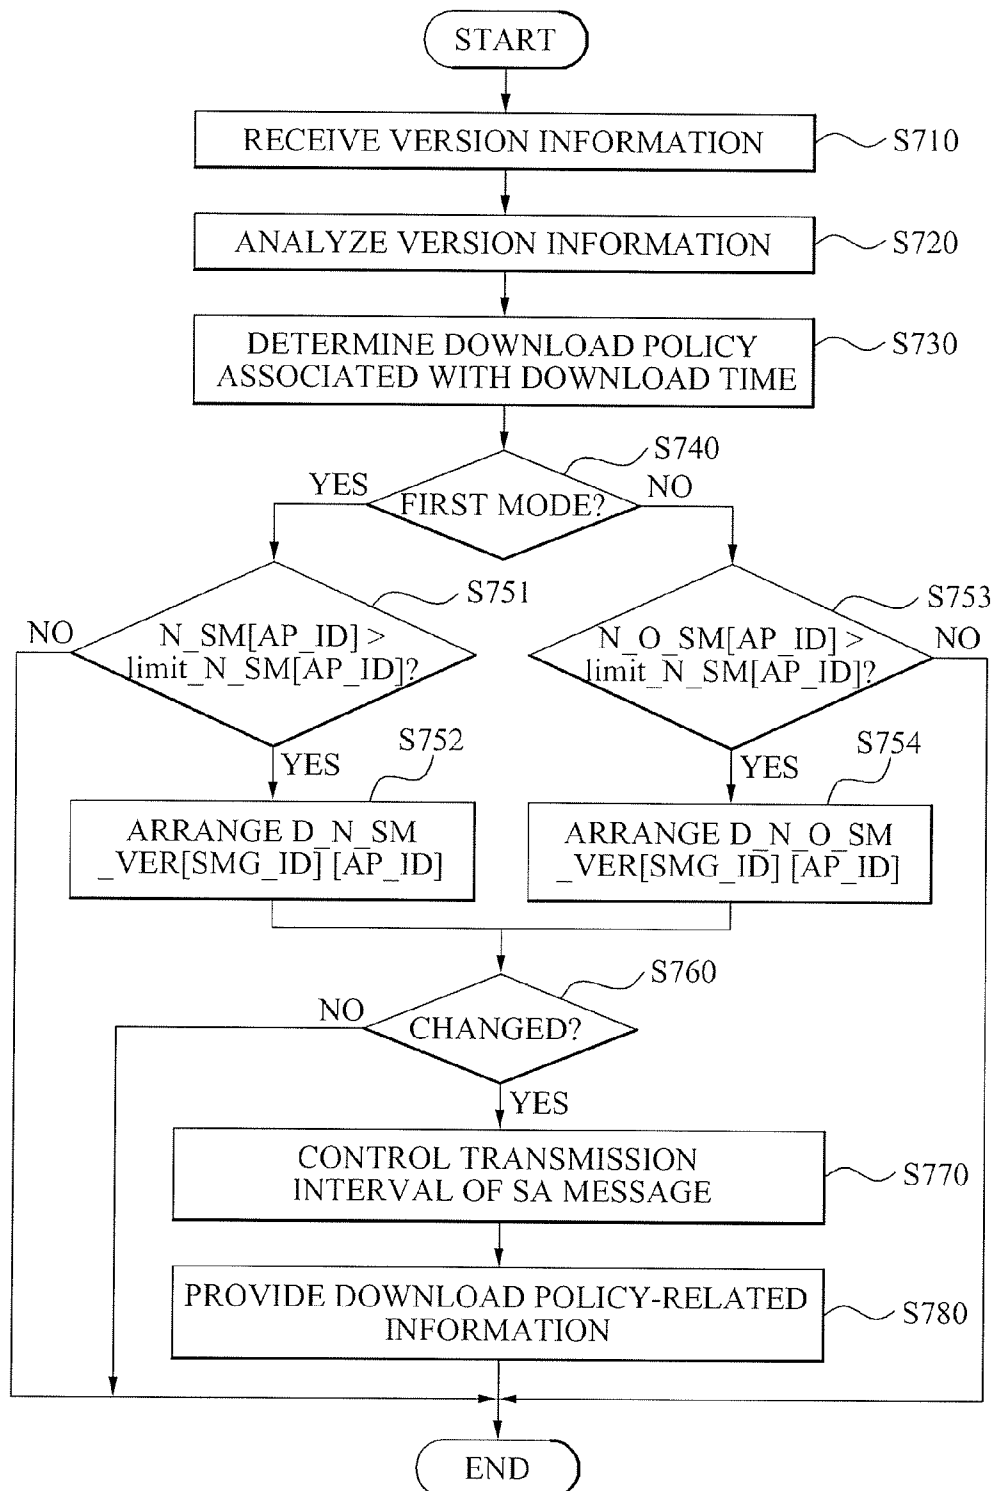 START
RECEIVE VERSION INFORMATION
S710
ANALYZE VERSION INFORMATION
S720
DETERMINE DOWNLOAD POLICY
ASSOCIATED WITH DOWNLOAD TIME
S730
S740
YES
FIRST MODE?
NO
S751
NO
N_SM[AP_ID] >
limit_N_SM[AP_ID]?
S753
N_O_SM[AP_ID] >
limit_N_SM[AP_ID]?
NO
YES
S752
YES
S754
ARRANGE D_N_SM
_VER[SMG_ID] [AP_ID]
ARRANGE D_N_O_SM
_VER[SMG_ID] [AP_ID]
S760
NO
CHANGED?
YES
CONTROL TRANSMISSION
INTERVAL OF SA MESSAGE
S770
PROVIDE DOWNLOAD POLICY-RELATED
INFORMATION
S780
END